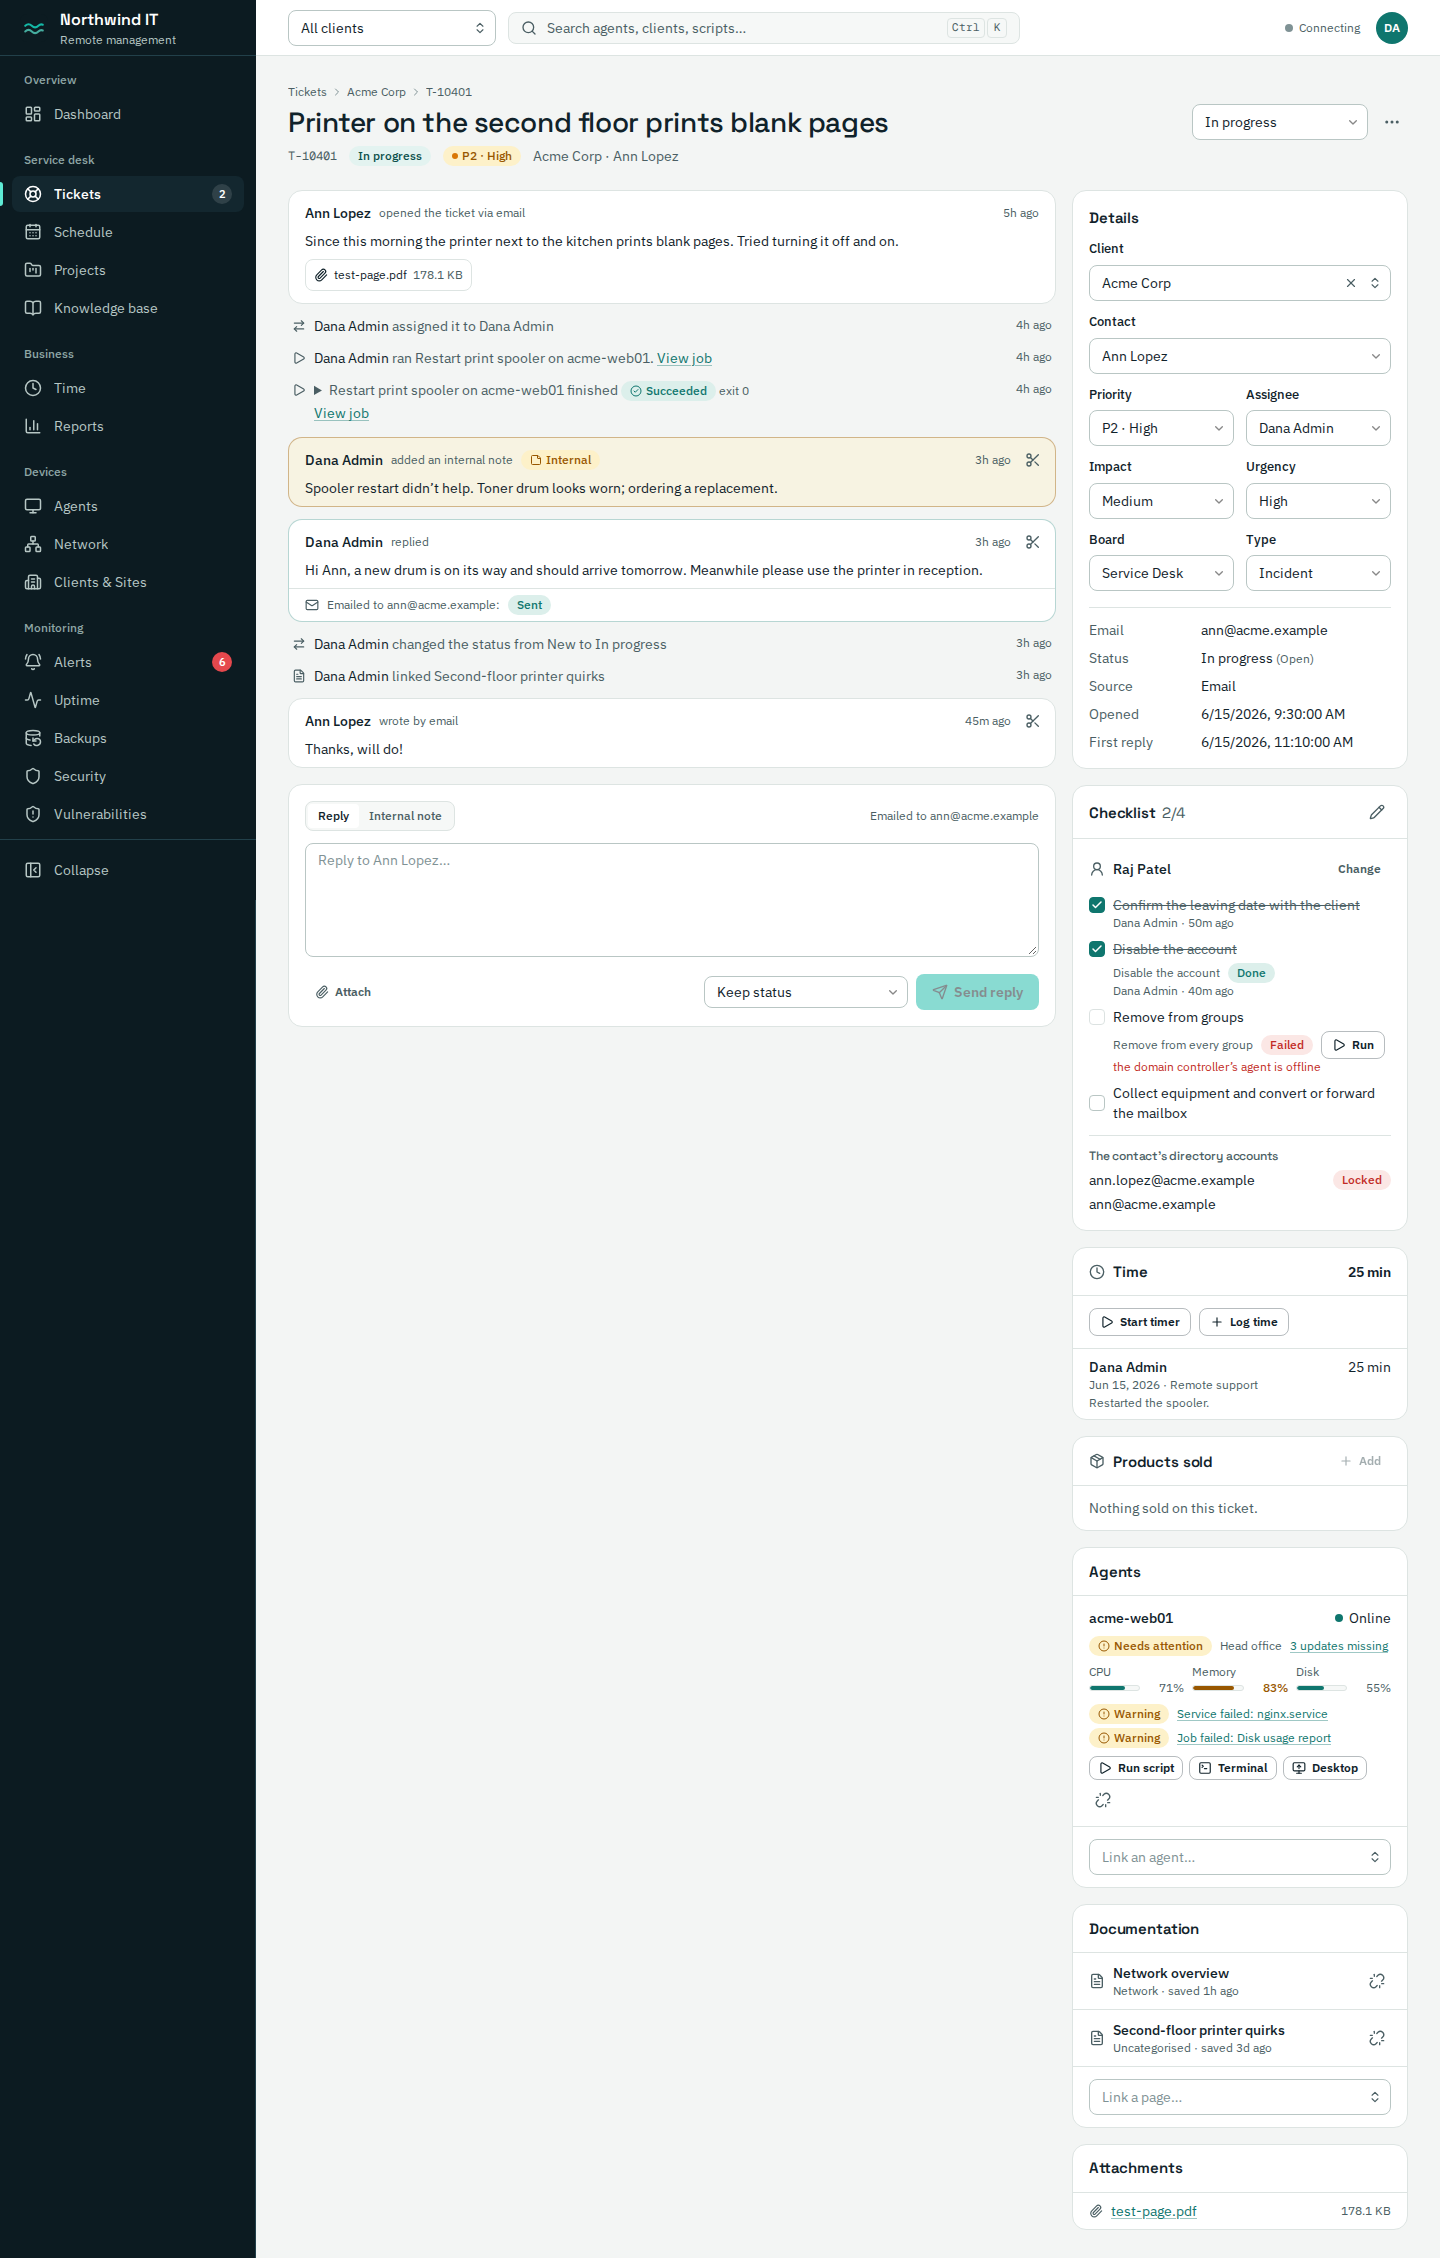 Northwind IT
Remote management
Overview
Dashboard
Service desk
Tickets 2
Schedule
Projects
Knowledge base
Business
Time
Reports
Devices
Agents
Network
Clients & Sites
Monitoring
Alerts 6
Uptime
Backups
Security
Vulnerabilities
Collapse
All clients
Search agents, clients, scripts... Ctrl K
Connecting DA
Tickets > Acme Corp > T-10401
Printer on the second floor prints blank pages
T-10401 In progress P2 · High Acme Corp · Ann Lopez
In progress
Ann Lopez opened the ticket via email 5h ago
Since this morning the printer next to the kitchen prints blank pages. Tried turning it off and on.
test-page.pdf 178.1 KB
Dana Admin assigned it to Dana Admin 4h ago
Dana Admin ran Restart print spooler on acme-web01. View job 4h ago
Restart print spooler on acme-web01 finished Succeeded exit 0 4h ago
View job
Dana Admin added an internal note Internal 3h ago
Spooler restart didn’t help. Toner drum looks worn; ordering a replacement.
Dana Admin replied 3h ago
Hi Ann, a new drum is on its way and should arrive tomorrow. Meanwhile please use the printer in reception.
Emailed to ann@acme.example: Sent
Dana Admin changed the status from New to In progress 3h ago
Dana Admin linked Second-floor printer quirks 3h ago
Ann Lopez wrote by email 45m ago
Thanks, will do!
Reply Internal note Emailed to ann@acme.example
Reply to Ann Lopez...
Attach Keep status Send reply
Details
Client
Acme Corp
Contact
Ann Lopez
Priority Assignee
P2 · High Dana Admin
Impact Urgency
Medium High
Board Type
Service Desk Incident
Email ann@acme.example
Status In progress (Open)
Source Email
Opened 6/15/2026, 9:30:00 AM
First reply 6/15/2026, 11:10:00 AM
Checklist 2/4
Raj Patel Change
Confirm the leaving date with the client
Dana Admin · 50m ago
Disable the account
Disable the account Done
Dana Admin · 40m ago
Remove from groups
Remove from every group Failed Run
the domain controller’s agent is offline
Collect equipment and convert or forward
the mailbox
The contact’s directory accounts
ann.lopez@acme.example Locked
ann@acme.example
Time 25 min
Start timer Log time
Dana Admin 25 min
Jun 15, 2026 · Remote support
Restarted the spooler.
Products sold Add
Nothing sold on this ticket.
Agents
acme-web01 Online
Needs attention Head office 3 updates missing
CPU Memory Disk
71% 83% 55%
Warning Service failed: nginx.service
Warning Job failed: Disk usage report
Run script Terminal Desktop
Link an agent...
Documentation
Network overview
Network · saved 1h ago
Second-floor printer quirks
Uncategorised · saved 3d ago
Link a page...
Attachments
test-page.pdf 178.1 KB